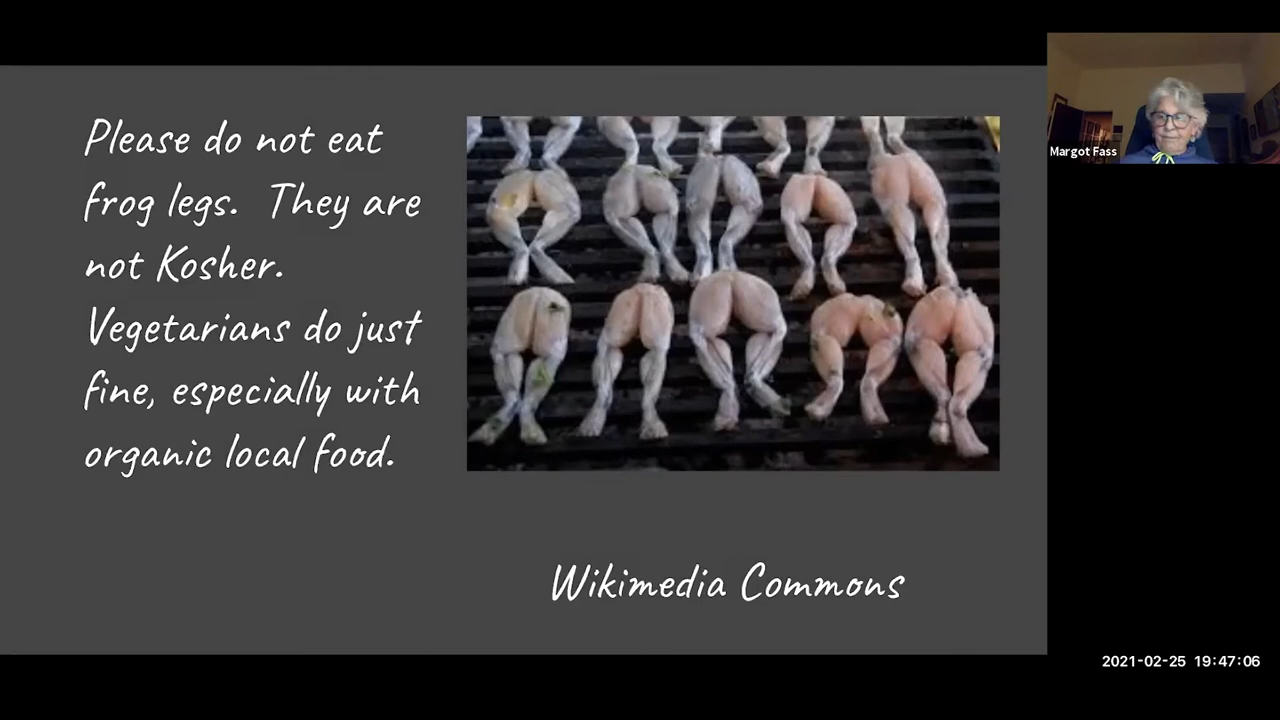 Please do not eat
frog legs. They are
not Kosher.
Vegetarians do just
fine, especially with
organic local food.
Wikimedia Commons
Margot Fass
2021-02-25 19:47:06